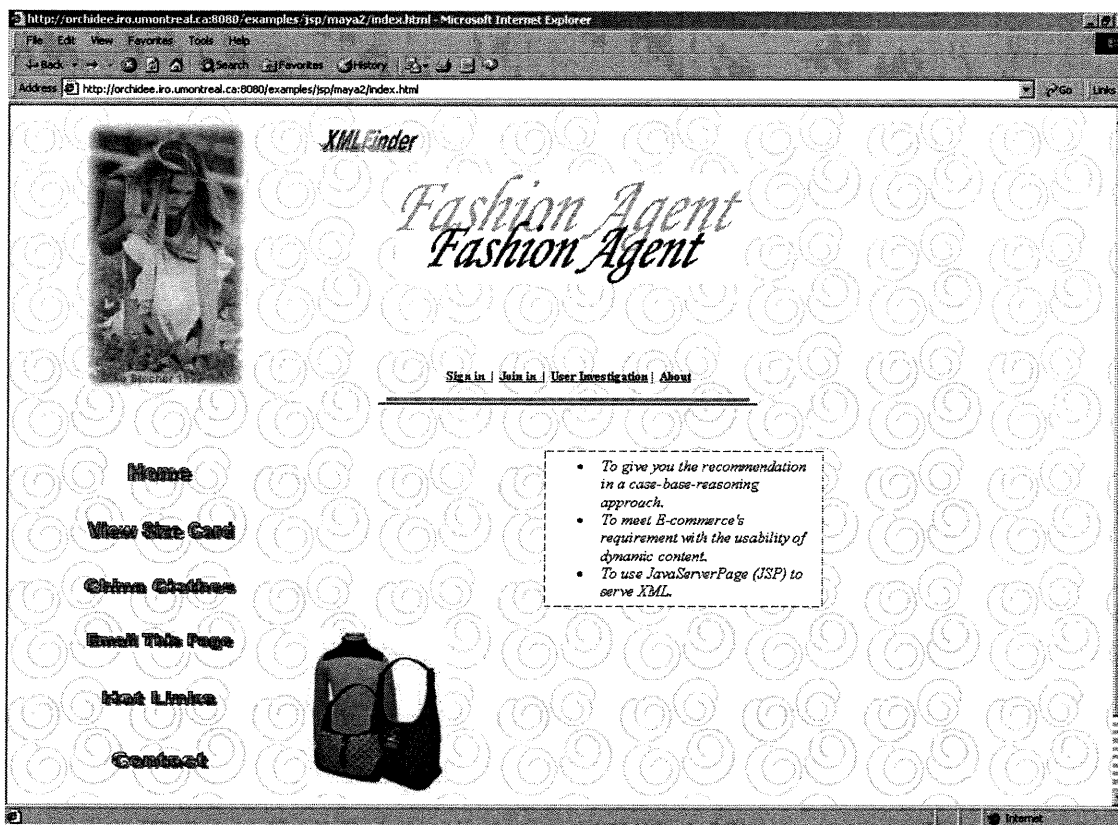 http://orchidee.iro.umontreal.ca:8080/examples/jsp/maya2/index.html - Microsoft Internet Explorer
File Edit View Favorites Tools Help
Back Search Favorites History
Address http://orchidee.iro.umontreal.ca:8080/examples/jsp/maya2/index.html Go Links
XMLFinder
Fashion Agent
Fashion Agent
Sign in | Join in | User Investigation | About
Home
View Size Card
China Clothes
Email This Page
Hot Links
Contact
• To give you the recommendation
in a case-base-reasoning
approach.
• To meet E-commerce's
requirement with the usability of
dynamic content.
• To use JavaServerPage (JSP) to
serve XML.
Internet